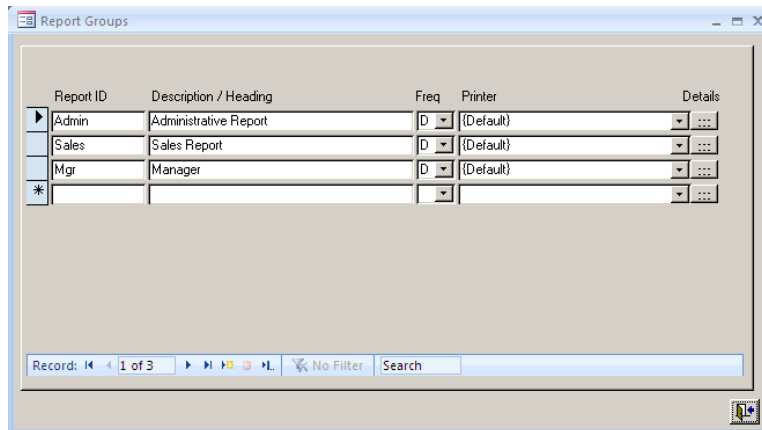 Report Groups
Report ID Description / Heading Freq Printer Details
Admin Administrative Report D {Default}
Sales Sales Report D {Default}
Mgr Manager D {Default}
Record: 1 of 3 No Filter Search